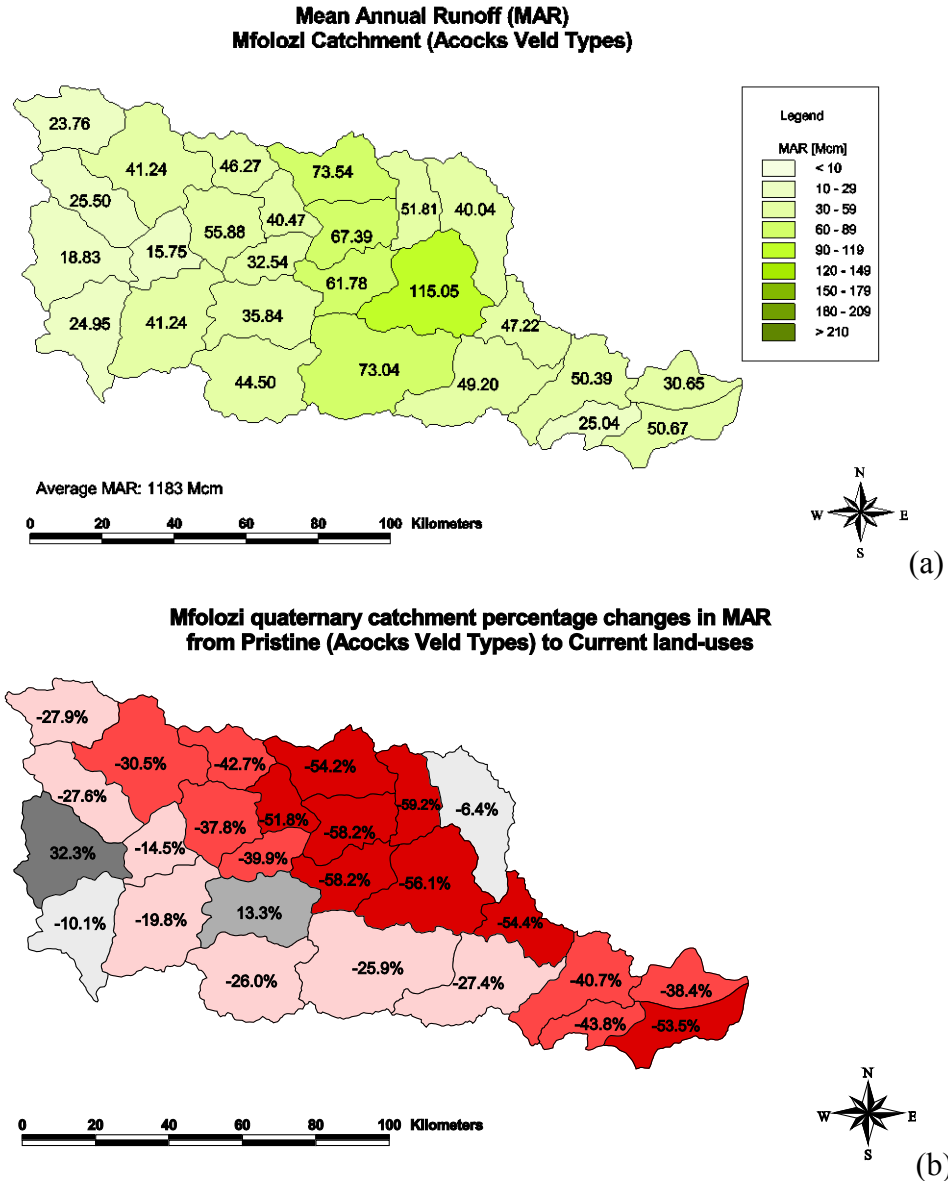 Mean Annual Runoff (MAR)
Mfolozi Catchment (Acocks Veld Types)
Legend
MAR [Mcm]
< 10
10 - 29
30 - 59
60 - 89
90 - 119
120 - 149
150 - 179
180 - 209
> 210
23.76
41.24
46.27
73.54
25.50
51.81
40.04
40.47
55.88
67.39
18.83
15.75
32.54
61.78
115.05
24.95
41.24
35.84
47.22
44.50
73.04
49.20
50.39
30.65
25.04
50.67
Average MAR: 1183 Mcm
0 20 40 60 80 100 Kilometers
N
W E
S
(a)
Mfolozi quaternary catchment percentage changes in MAR
from Pristine (Acocks Veld Types) to Current land-uses
-27.9%
-30.5%
-42.7%
-54.2%
-27.6%
-59.2%
-6.4%
-37.8%
-51.8%
-58.2%
32.3%
-14.5%
-39.9%
-58.2%
-56.1%
-10.1%
-19.8%
13.3%
-54.4%
-26.0%
-25.9%
-27.4%
-40.7%
-38.4%
-43.8%
-53.5%
0 20 40 60 80 100 Kilometers
N
W E
S
(b)